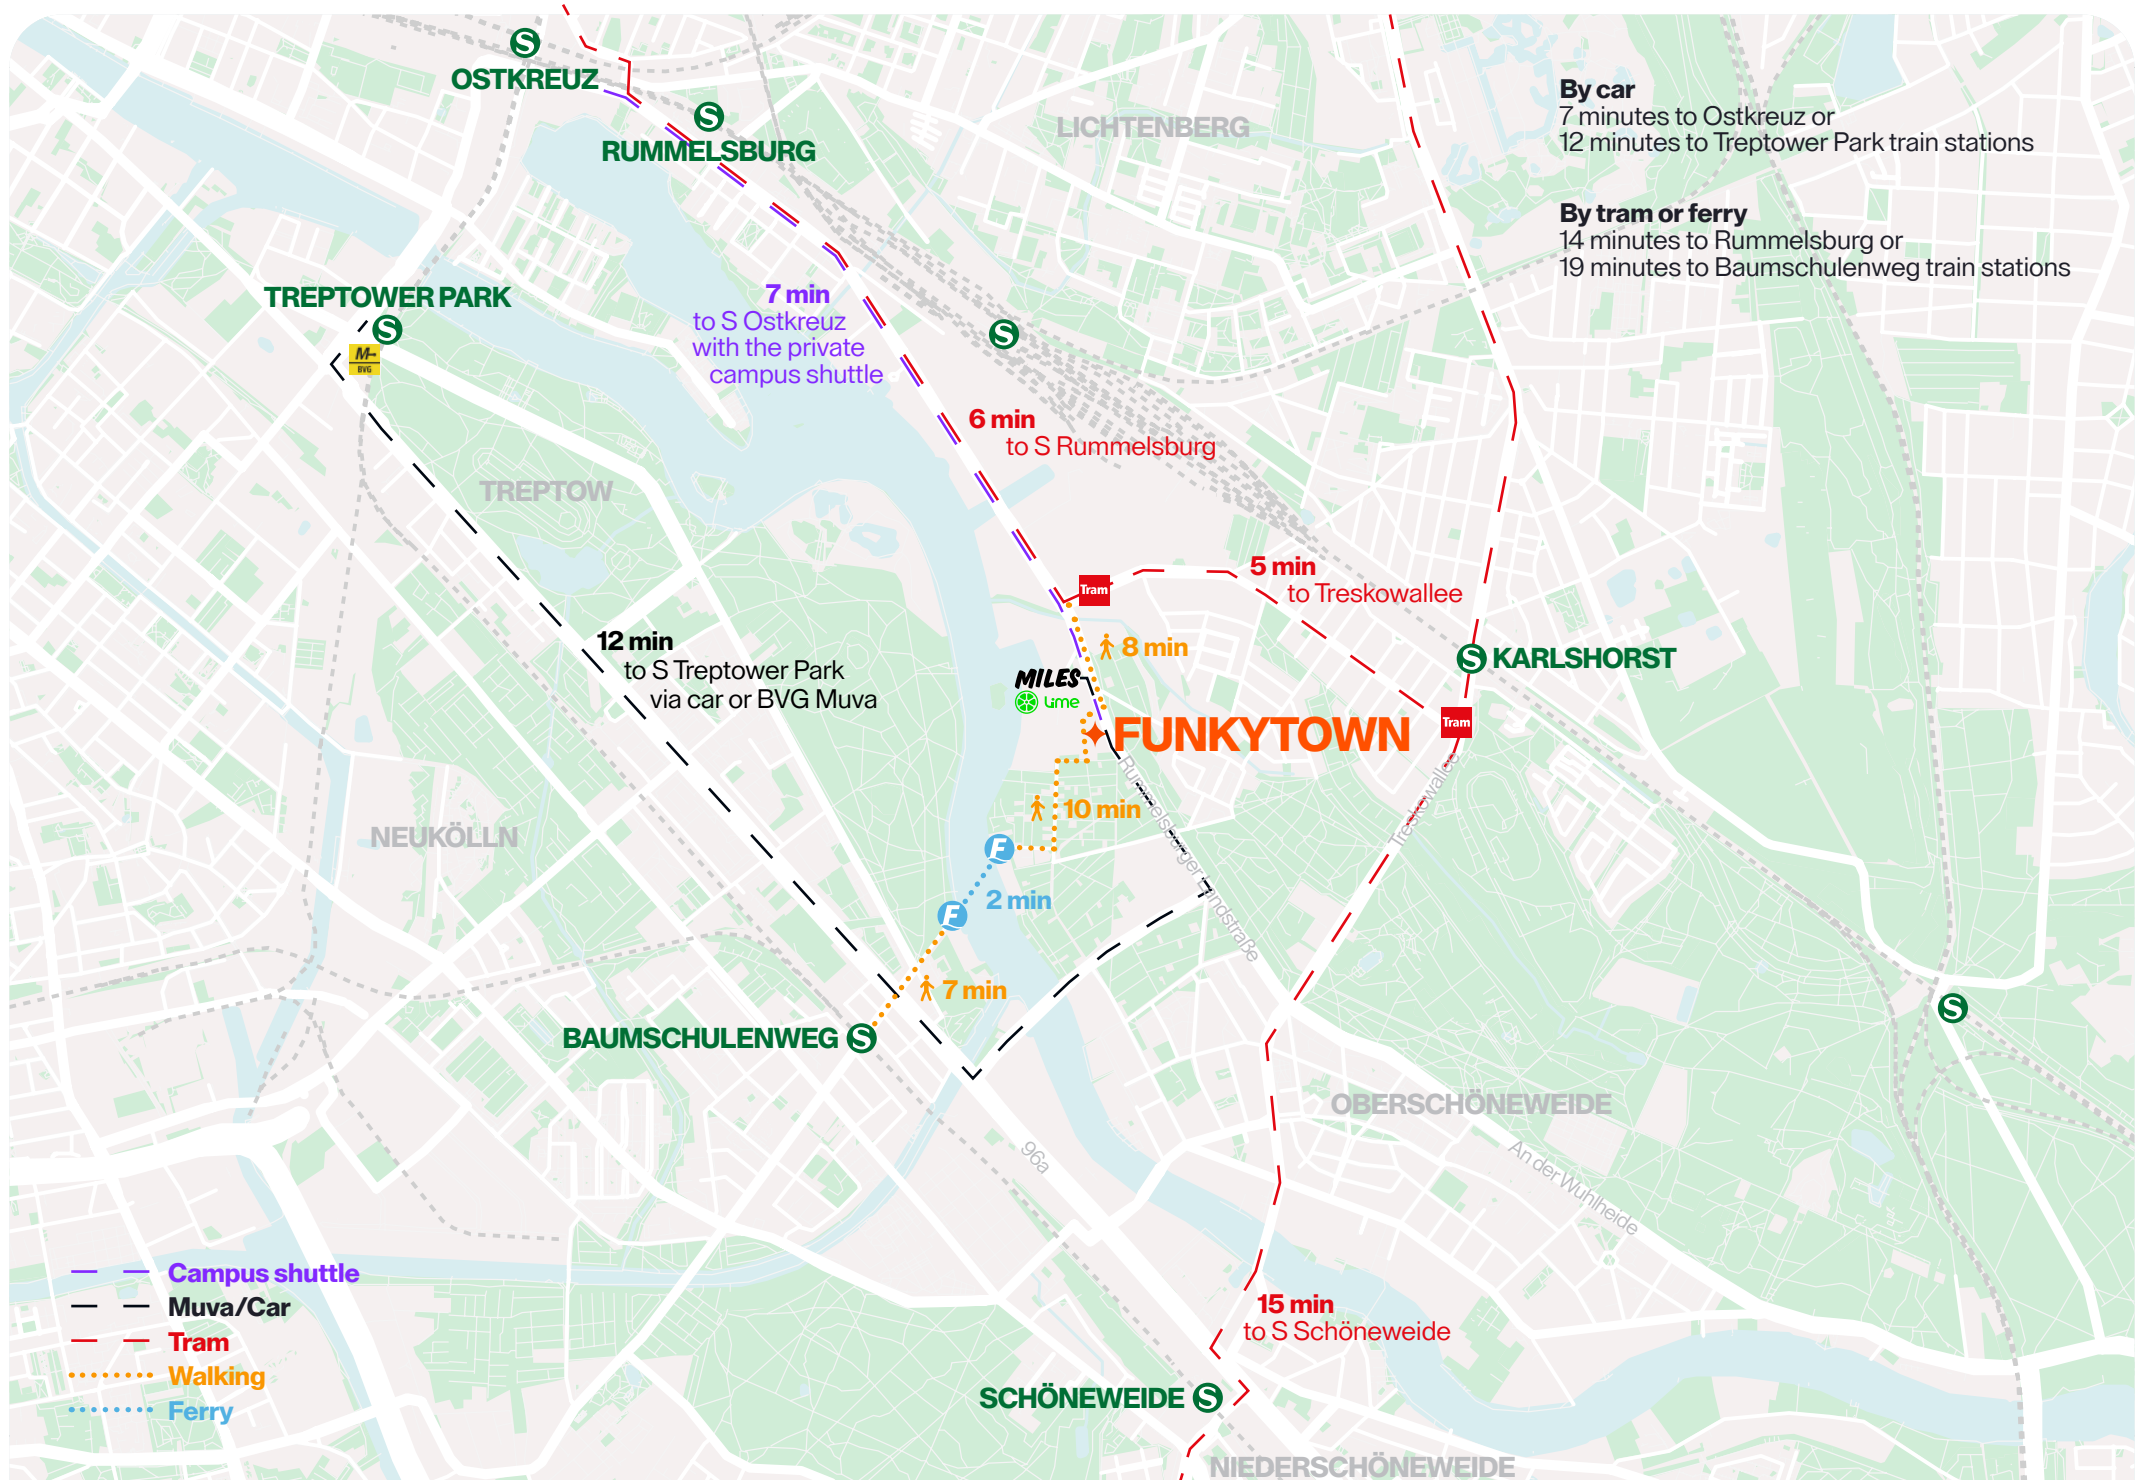 S
OSTKREUZ
S
RUMMELSBURG
LICHTENBERG
By car
7 minutes to Ostkreuz or
12 minutes to Treptower Park train stations
By tram or ferry
14 minutes to Rummelsburg or
19 minutes to Baumschulenweg train stations
TREPTOWER PARK
S
M
BVG
7 min
to S Ostkreuz
with the private
campus shuttle
S
6 min
to S Rummelsburg
TREPTOW
Tram
5 min
to Treskowallee
12 min
to S Treptower Park
via car or BVG Muva
8 min
S KARLSHORST
MILES
Lime
FUNKYTOWN
Tram
Rummelsburger Landstraße
Treskowallee
10 min
NEUKÖLLN
F
2 min
F
7 min
BAUMSCHULENWEG S
S
OBERSCHÖNEWEIDE
96a
An der Wuhlheide
Campus shuttle
Muva/Car
Tram
Walking
Ferry
15 min
to S Schöneweide
SCHÖNEWEIDE S
NIEDERSCHÖNEWEIDE